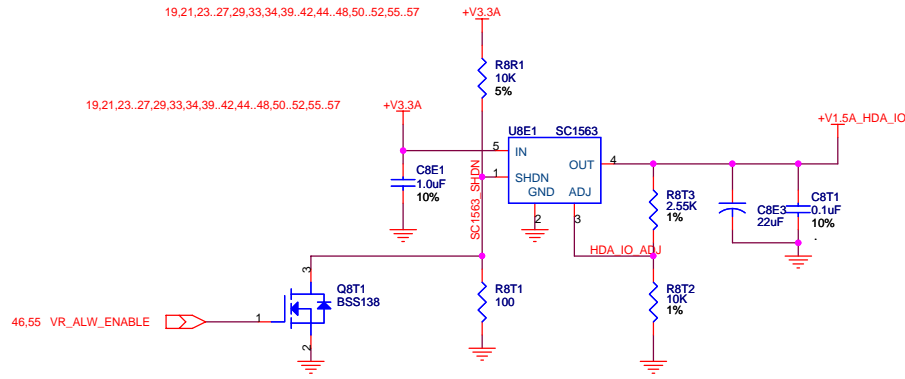 19,21,23..27,29,33,34,39..42,44..48,50..52,55..57 +V3.3A
R8R1
10K
5%
19,21,23..27,29,33,34,39..42,44..48,50..52,55..57 +V3.3A
+V1.5A_HDA_IO
U8E1 SC1563
5 IN
OUT 4
1 SHDN
GND ADJ
2 3
C8E1
1.0uF
10%
SC1563_SHDN
R8T3
2.55K
1%
C8E3
22uF
C8T1
0.1uF
10%
.
HDA_IO_ADJ
3
Q8T1
BSS138
R8T1
100
R8T2
10K
1%
46,55 VR_ALW_ENABLE
1
2